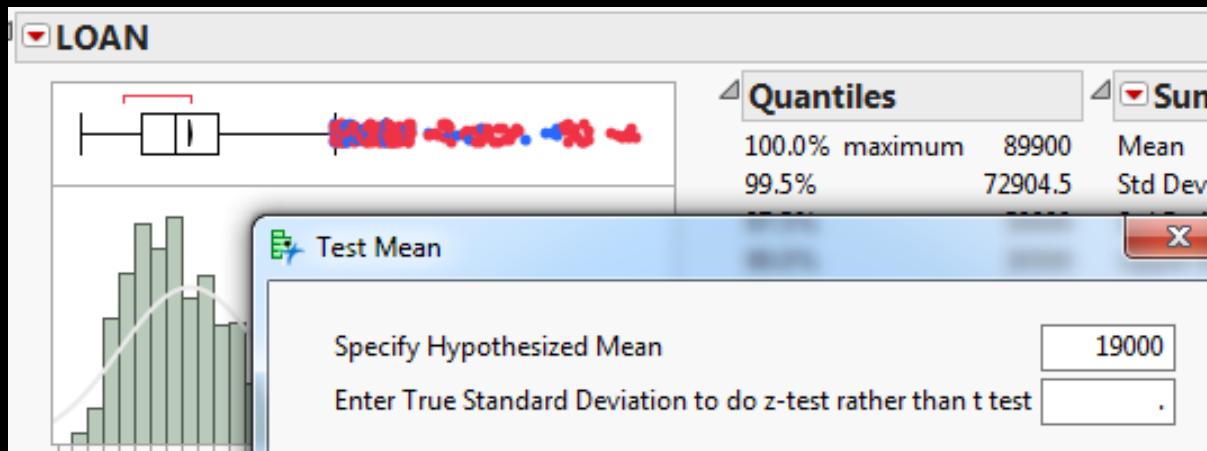 LOAN
Quantiles
100.0% maximum 89900
99.5% 72904.5
Mean
Std Dev
Test Mean
Specify Hypothesized Mean 19000
Enter True Standard Deviation to do z-test rather than t test .